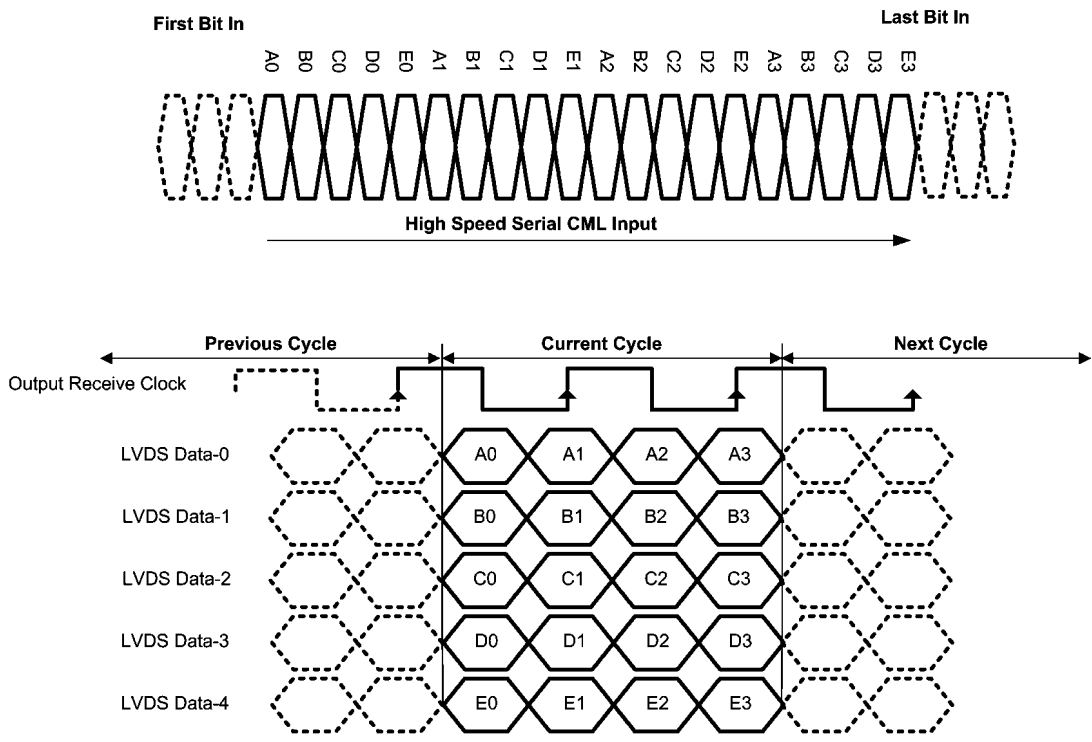 First Bit In
Last Bit In
A0 B0 C0 D0 E0 A1 B1 C1 D1 E1 A2 B2 C2 D2 E2 A3 B3 C3 D3 E3
High Speed Serial CML Input
Previous Cycle Current Cycle Next Cycle
Output Receive Clock
LVDS Data-0 A0 A1 A2 A3
LVDS Data-1 B0 B1 B2 B3
LVDS Data-2 C0 C1 C2 C3
LVDS Data-3 D0 D1 D2 D3
LVDS Data-4 E0 E1 E2 E3